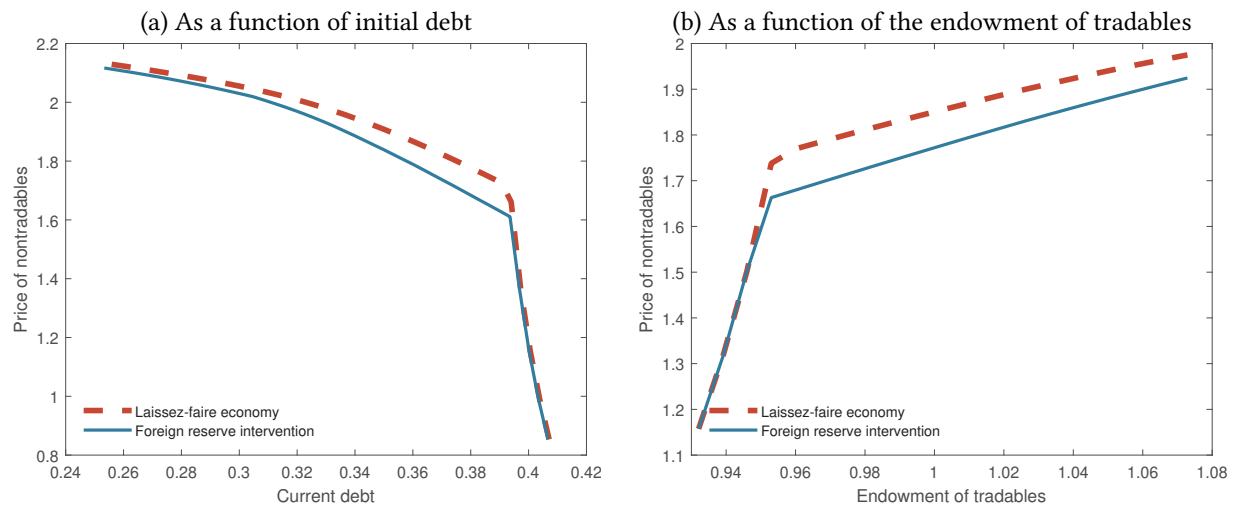 (a) As a function of initial debt
2.2
2
1.8
1.6
1.4
1.2
1
0.8
Price of nontradables
Laissez-faire economy
Foreign reserve intervention
0.24 0.26 0.28 0.3 0.32 0.34 0.36 0.38 0.4 0.42
Current debt
(b) As a function of the endowment of tradables
2
1.9
1.8
1.7
1.6
1.5
1.4
1.3
1.2
1.1
Price of nontradables
Laissez-faire economy
Foreign reserve intervention
0.94 0.96 0.98 1 1.02 1.04 1.06 1.08
Endowment of tradables